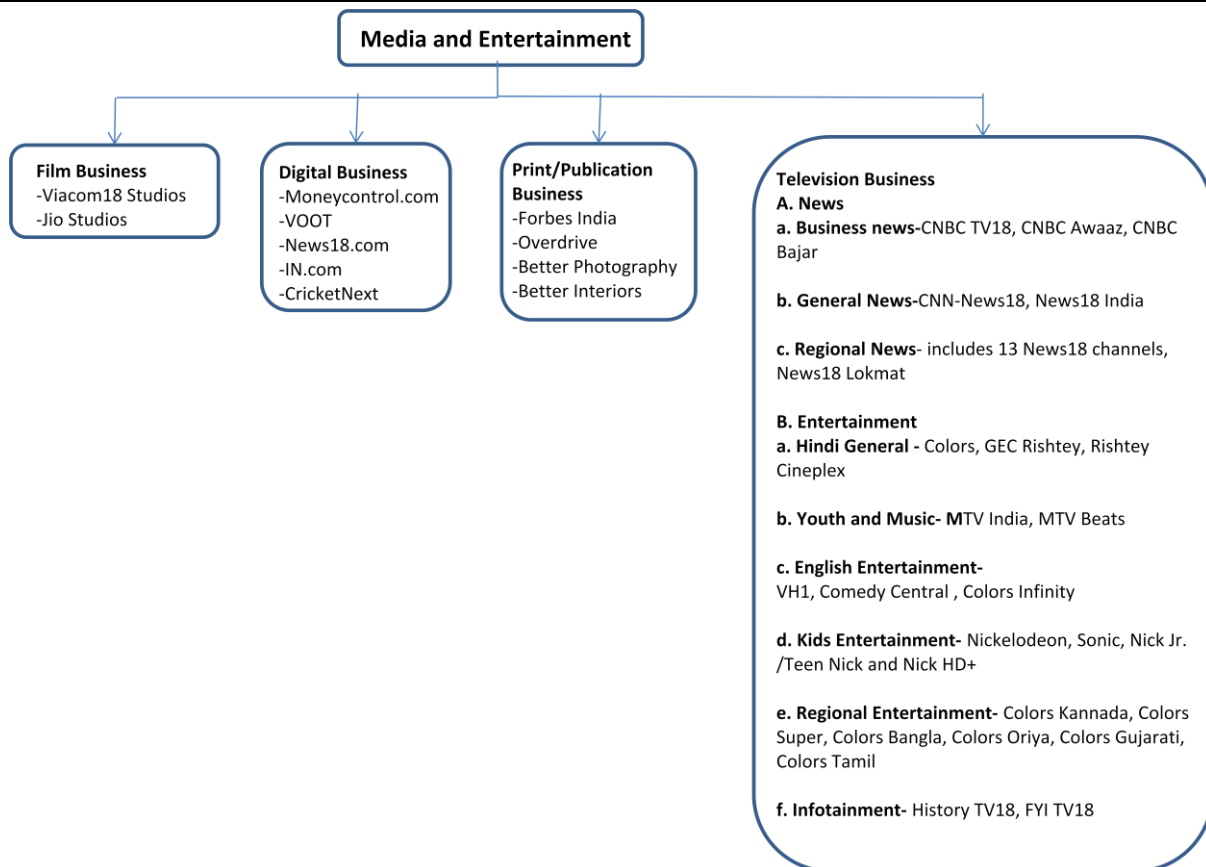 Media and Entertainment
Film Business
-Viacom18 Studios
-Jio Studios
Digital Business
-Moneycontrol.com
-VOOT
-News18.com
-IN.com
-CricketNext
Print/Publication
Business
-Forbes India
-Overdrive
-Better Photography
-Better Interiors
Television Business
A. News
a. Business news-CNBC TV18, CNBC Awaaz, CNBC
Bajar
b. General News-CNN-News18, News18 India
c. Regional News- includes 13 News18 channels,
News18 Lokmat
B. Entertainment
a. Hindi General - Colors, GEC Rishtey, Rishtey
Cineplex
b. Youth and Music- MTV India, MTV Beats
c. English Entertainment-
VH1, Comedy Central , Colors Infinity
d. Kids Entertainment- Nickelodeon, Sonic, Nick Jr.
/Teen Nick and Nick HD+
e. Regional Entertainment- Colors Kannada, Colors
Super, Colors Bangla, Colors Oriya, Colors Gujarati,
Colors Tamil
f. Infotainment- History TV18, FYI TV18